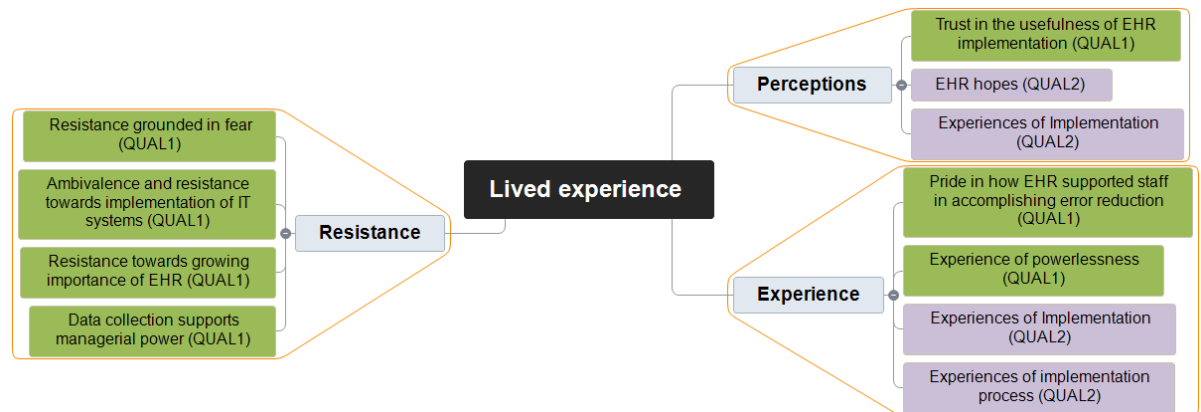 Lived experience
Perceptions
Trust in the usefulness of EHR
implementation (QUAL1)
EHR hopes (QUAL2)
Experiences of Implementation
(QUAL2)
Experience
Pride in how EHR supported staff
in accomplishing error reduction
(QUAL1)
Experience of powerlessness
(QUAL1)
Experiences of Implementation
(QUAL2)
Experiences of implementation
process (QUAL2)
Resistance
Resistance grounded in fear
(QUAL1)
Ambivalence and resistance
towards implementation of IT
systems (QUAL1)
Resistance towards growing
importance of EHR (QUAL1)
Data collection supports
managerial power (QUAL1)